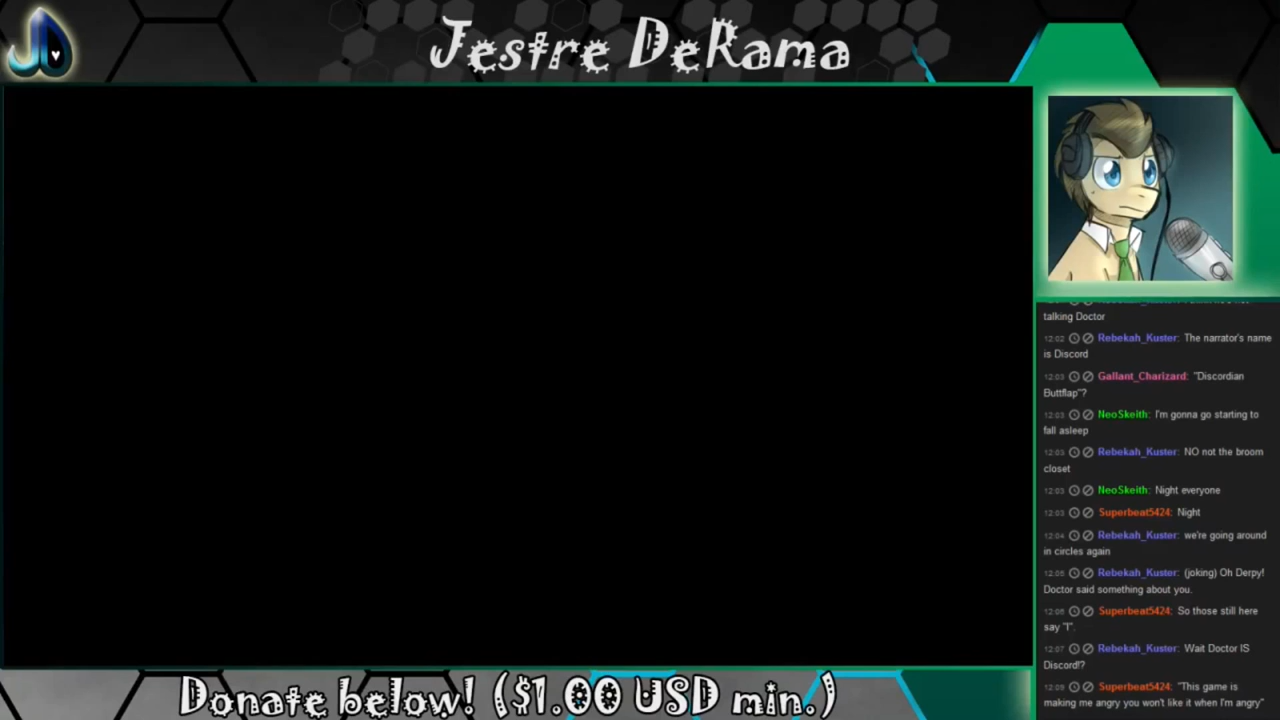 JD
Jestre DeRama
talking Doctor
12:02 Rebekah_Kuster: The narrator's name
is Discord
12:03 Gallant_Charizard: "Discordian
Buttflap"?
12:03 NeoSkeith: I'm gonna go starting to
fall asleep
12:03 Rebekah_Kuster: NO not the broom
closet
12:03 NeoSkeith: Night everyone
12:03 Superbeat5424: Night
12:04 Rebekah_Kuster: we're going around
in circles again
12:05 Rebekah_Kuster: (joking) Oh Derpy!
Doctor said something about you.
12:06 Superbeat5424: So those still here
say "I".
12:07 Rebekah_Kuster: Wait Doctor IS
Discord!?
12:09 Superbeat5424: "This game is
making me angry you won't like it when I'm angry"
Donate below! ($1.00 USD min.)